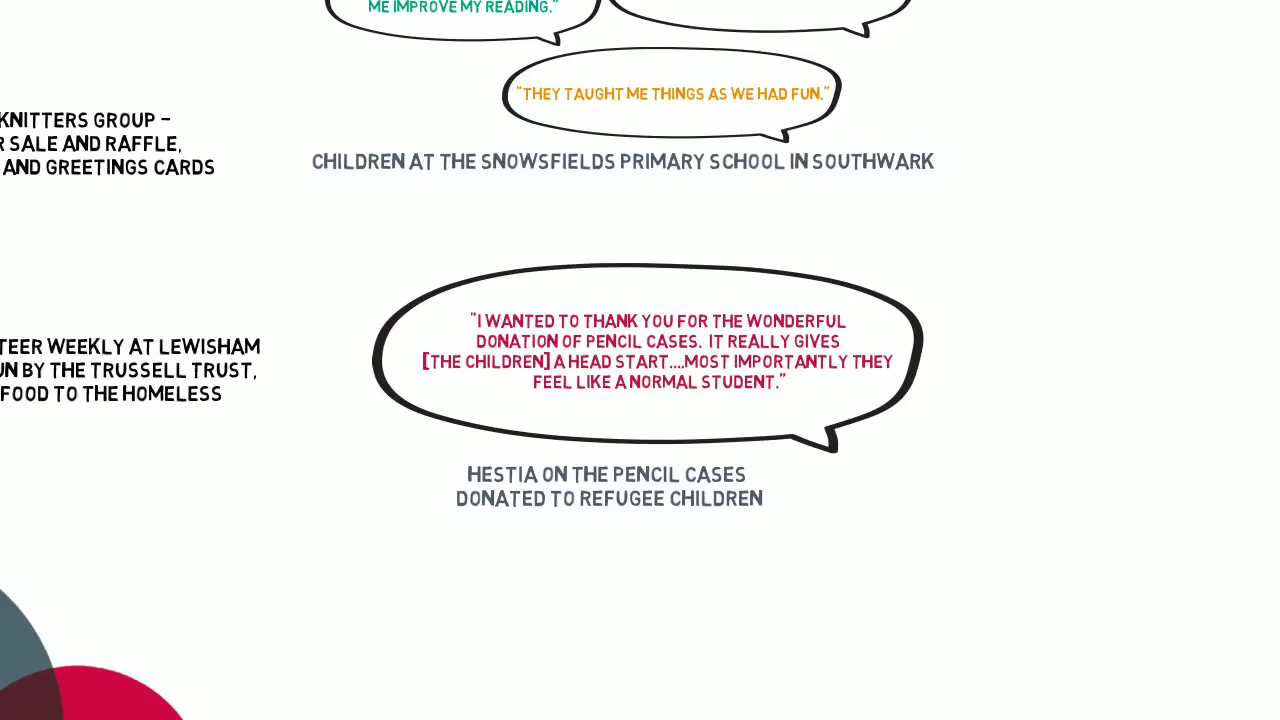 ME IMPROVE MY READING."
"THEY TAUGHT ME THINGS AS WE HAD FUN."
KNITTERS GROUP –
R SALE AND RAFFLE,
AND GREETINGS CARDS
CHILDREN AT THE SNOWSFIELDS PRIMARY SCHOOL IN SOUTHWARK
TEER WEEKLY AT LEWISHAM
UN BY THE TRUSSELL TRUST,
FOOD TO THE HOMELESS
"I WANTED TO THANK YOU FOR THE WONDERFUL
DONATION OF PENCIL CASES. IT REALLY GIVES
[THE CHILDREN] A HEAD START....MOST IMPORTANTLY THEY
FEEL LIKE A NORMAL STUDENT."
HESTIA ON THE PENCIL CASES
DONATED TO REFUGEE CHILDREN